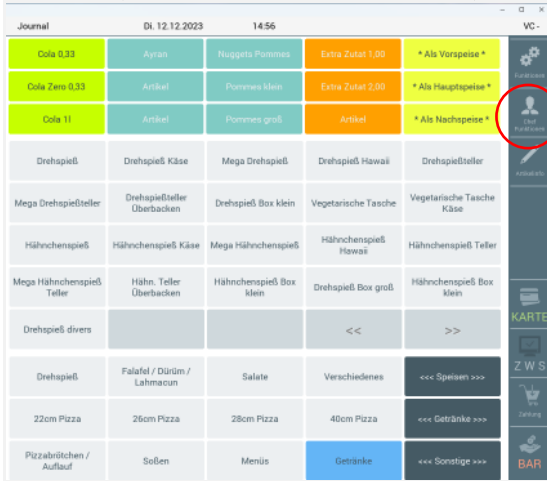 Journal Di. 12.12.2023 14:56 VC -
Cola 0,33 Ayran Nuggets Pommes Extra Zutat 1,00 * Als Vorspeise *
Funktionen
Cola Zero 0,33 Artikel Pommes klein Extra Zutat 2,00 * Als Hauptspeise *
Cola 1l Artikel Pommes groß Artikel * Als Nachspeise *
Chef
Funktionen
Drehspieß Drehspieß Käse Mega Drehspieß Drehspieß Hawaii Drehspießteller
Artikelinfo
Mega Drehspießteller Drehspießteller
Überbacken Drehspieß Box klein Vegetarische Tasche Vegetarische Tasche
Käse
Hähnchenspieß Hähnchenspieß Käse Mega Hähnchenspieß Hähnchenspieß
Hawaii Hähnchenspieß Teller
Mega Hähnchenspieß
Teller Hähn. Teller
Überbacken Hähnchenspieß Box
klein Drehspieß Box groß Hähnchenspieß Box
klein
KARTE
Drehspieß divers << >>
Drehspieß Falafel / Dürüm /
Lahmacun Salate Verschiedenes <<< Speisen >>>
Z W S
22cm Pizza 26cm Pizza 28cm Pizza 40cm Pizza <<< Getränke >>>
Zahlung
Pizzabrötchen /
Auflauf Soßen Menüs Getränke <<< Sonstige >>>
BAR